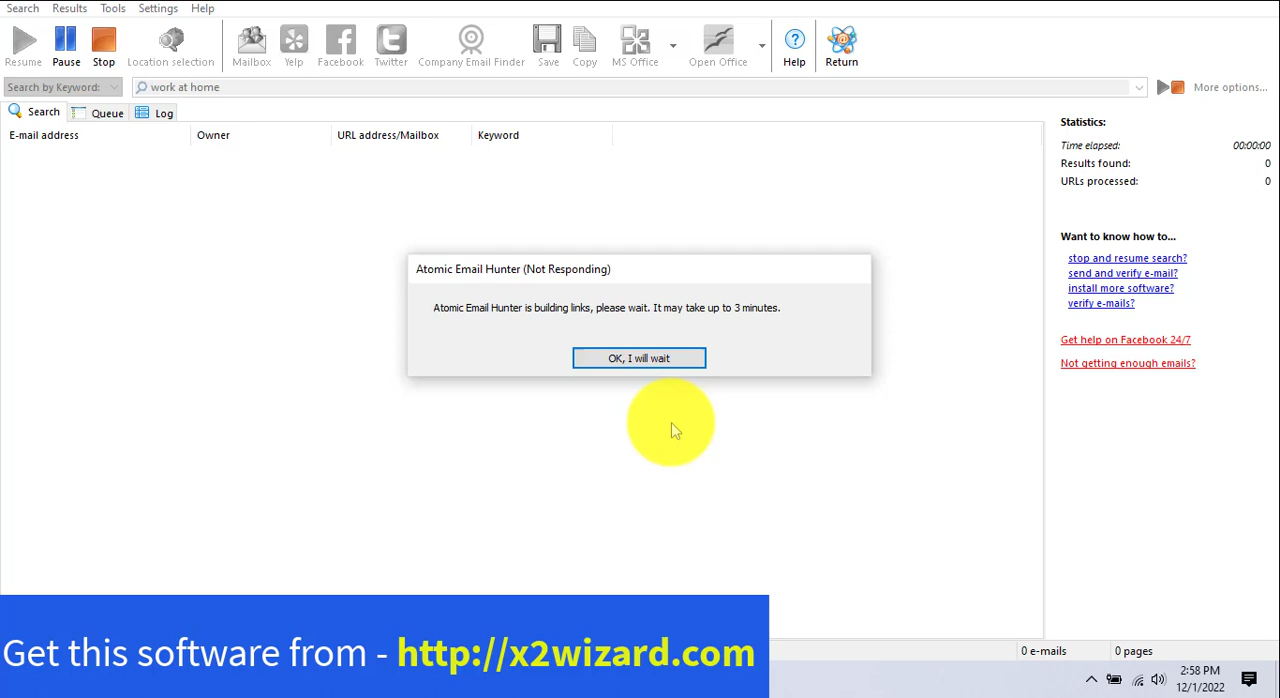 Search Results Tools Settings Help
Resume Pause Stop Location selection Mailbox Yelp Facebook Twitter Company Email Finder Save Copy MS Office Open Office Help Return
Search by Keyword: work at home More options...
Search Queue Log
E-mail address Owner URL address/Mailbox Keyword
Statistics:
Time elapsed: 00:00:00
Results found: 0
URLs processed: 0
Want to know how to...
stop and resume search?
send and verify e-mail?
install more software?
verify e-mails?
Get help on Facebook 24/7
Not getting enough emails?
Atomic Email Hunter (Not Responding)
Atomic Email Hunter is building links, please wait. It may take up to 3 minutes.
OK, I will wait
Get this software from - http://x2wizard.com
0 e-mails 0 pages
2:58 PM
12/1/2022